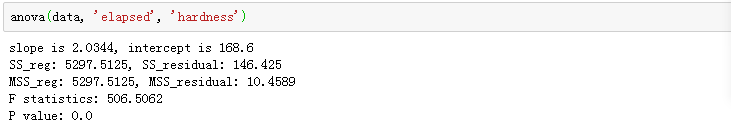 anova(data, 'elapsed', 'hardness')
slope is 2.0344, intercept is 168.6
SS_reg: 5297.5125, SS_residual: 146.425
MSS_reg: 5297.5125, MSS_residual: 10.4589
F statistics: 506.5062
P value: 0.0